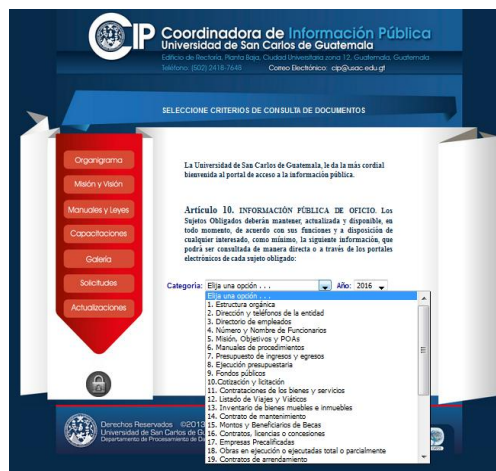 CIP Coordinadora de Información Pública
Universidad de San Carlos de Guatemala
Edificio de Rectoría, Planta Baja, Ciudad Universitaria zona 12, Guatemala, Guatemala
Teléfono: (502) 2418-7648 Correo Electrónico: cip@usac.edu.gt
SELECCIONE CRITERIOS DE CONSULTA DE DOCUMENTOS
Organigrama
Misión y Visión
Manuales y Leyes
Capacitaciones
Galería
Solicitudes
Actualizaciones
La Universidad de San Carlos de Guatemala, le da la más cordial
bienvenida al portal de acceso a la información pública.
Artículo 10. INFORMACIÓN PÚBLICA DE OFICIO. Los
Sujetos Obligados deberán mantener, actualizada y disponible, en
todo momento, de acuerdo con sus funciones y a disposición de
cualquier interesado, como mínimo, la siguiente información, que
podrá ser consultada de manera directa o a través de los portales
electrónicos de cada sujeto obligado:
Categoría: Elija una opción . . . Año: 2016
Elija una opción . . .
1. Estructura orgánica
2. Dirección y teléfonos de la entidad
3. Directorio de empleados
4. Número y Nombre de Funcionarios
5. Misión, Objetivos y POAs
6. Manuales de procedimientos
7. Presupuesto de ingresos y egresos
8. Ejecución presupuestaria
9. Fondos públicos
10.Cotización y licitación
11. Contrataciones de los bienes y servicios
12. Listado de Viajes y Viáticos
13. Inventario de bienes muebles e inmuebles
14. Contrato de mantenimiento
15. Montos y Beneficiarios de Becas
16. Contratos, licencias o concesiones
17. Empresas Precalificadas
18. Obras en ejecución o ejecutadas total o parcialmente
19. Contratos de arrendamiento
Derechos Reservados ©2013
Universidad de San Carlos de G
Departamento de Procesamiento de Da